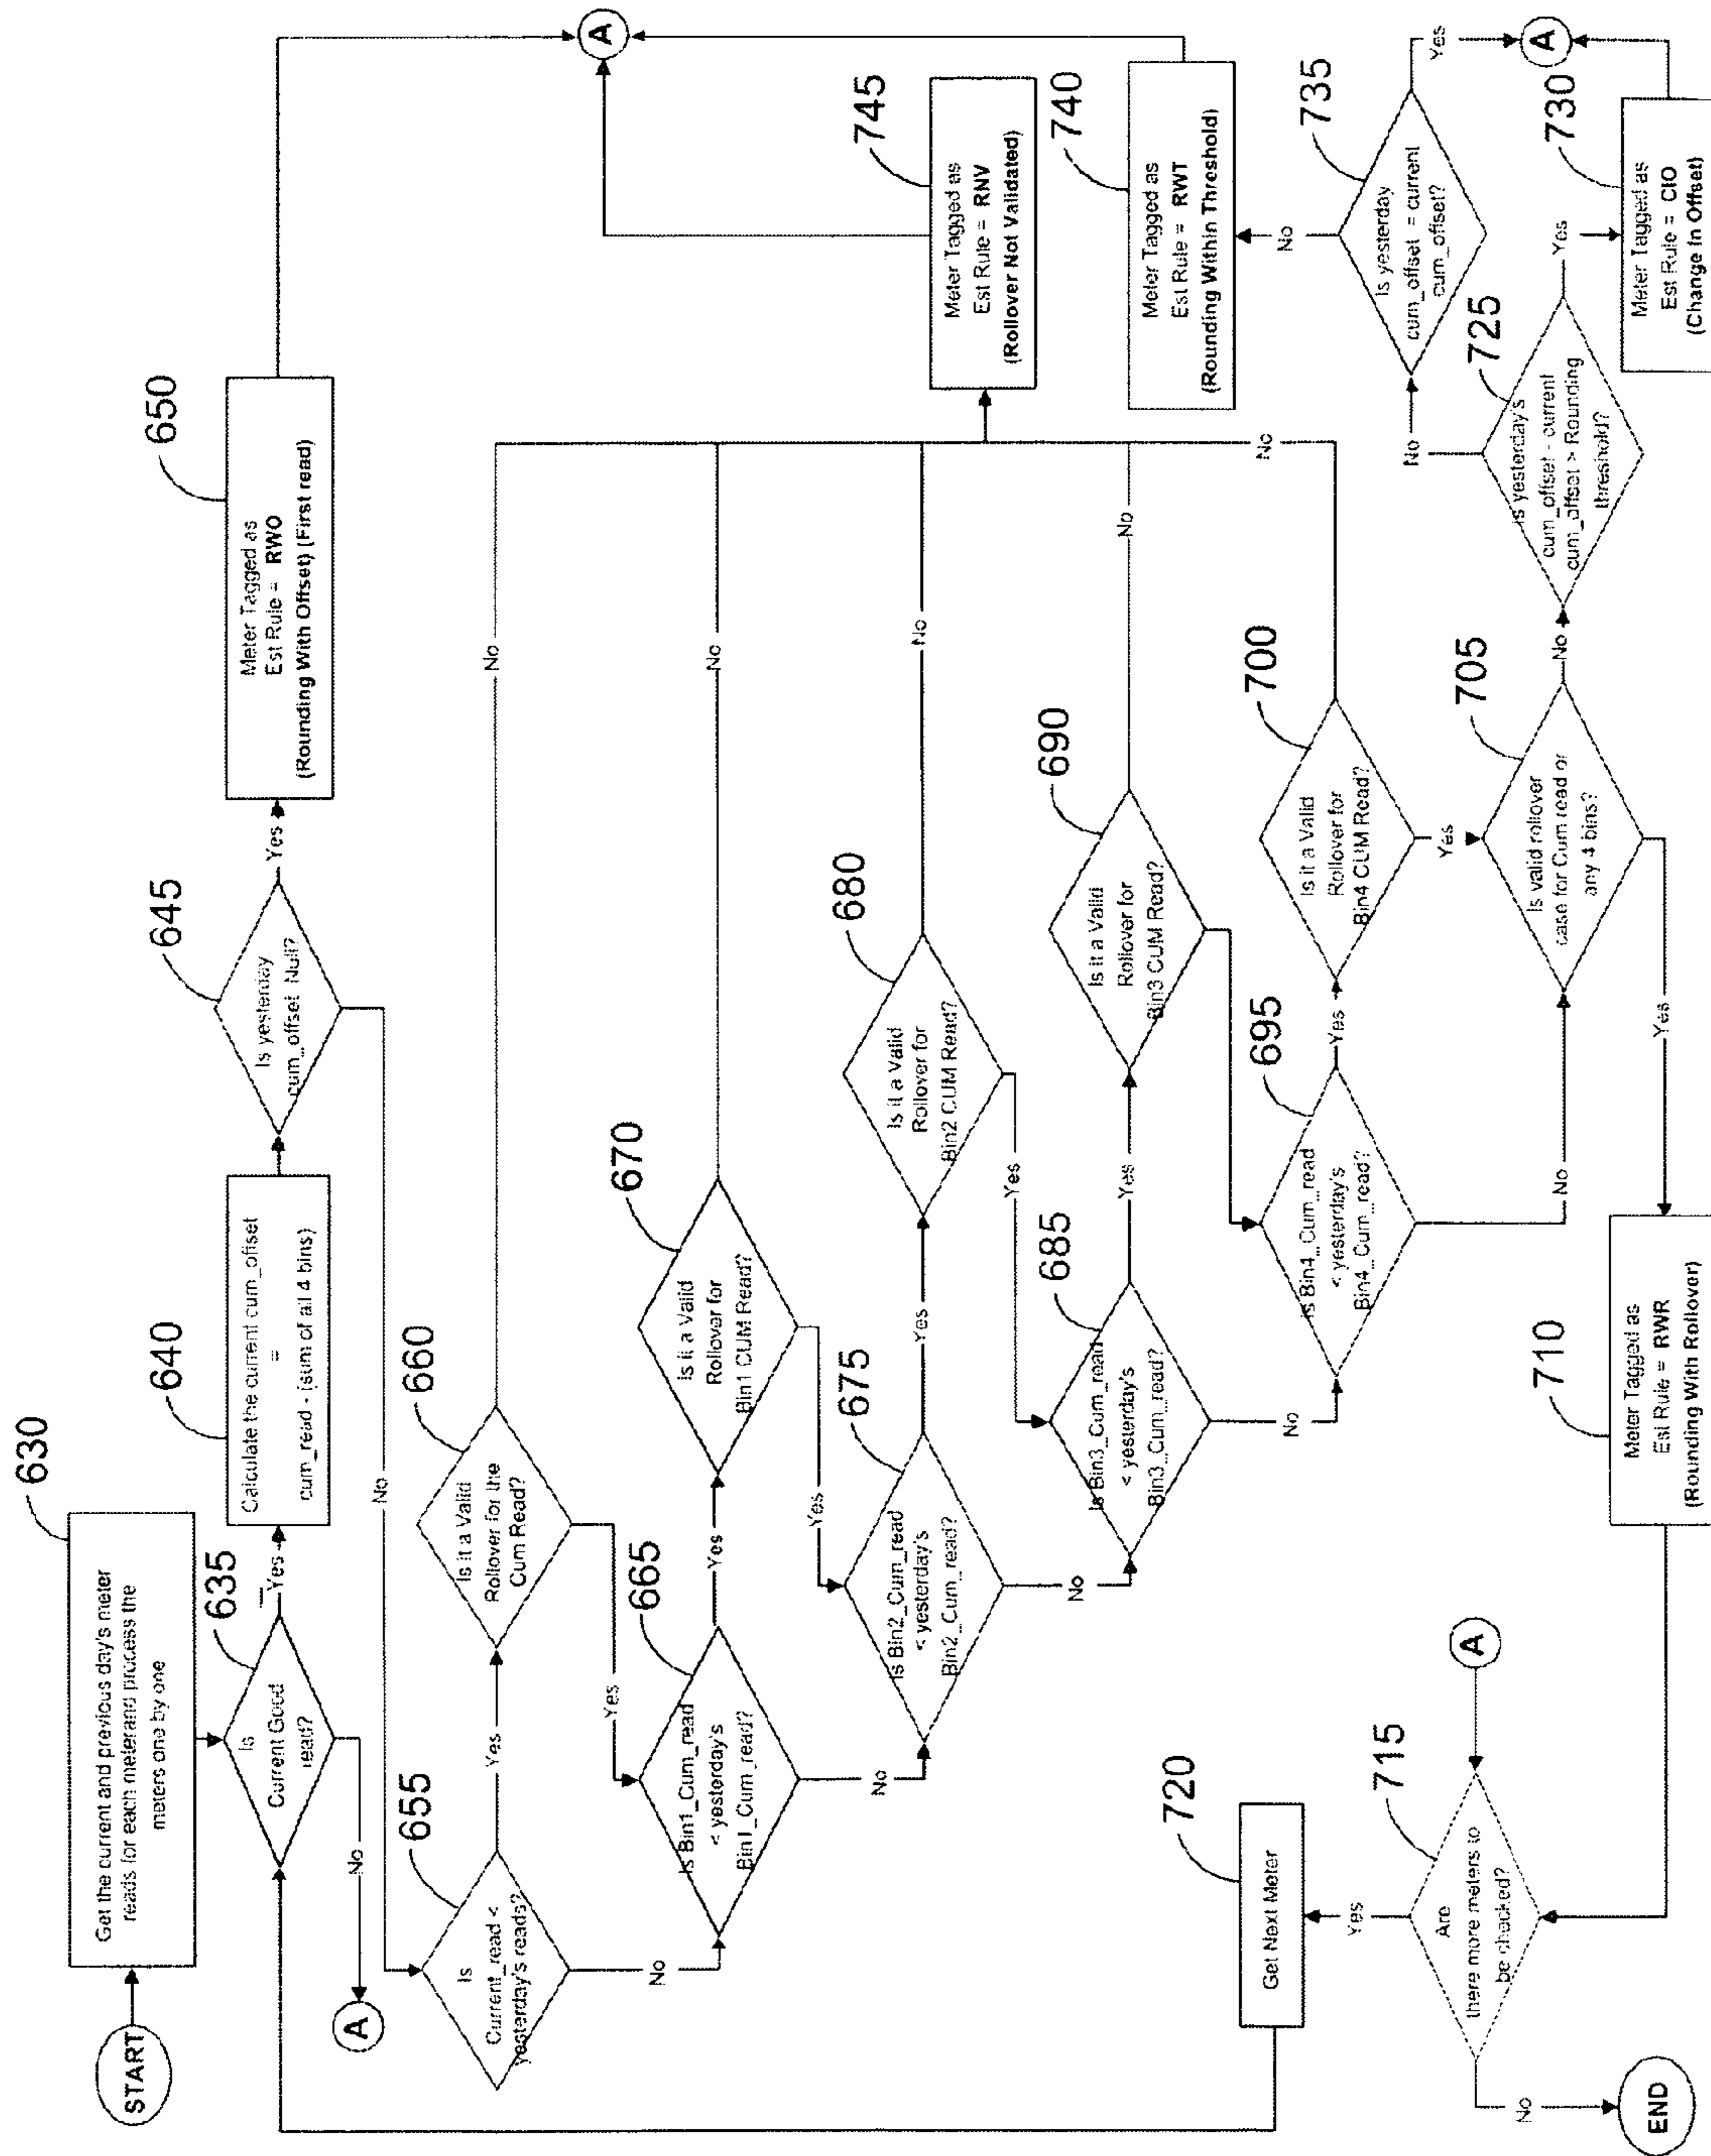 START
Get the current and previous day's meter
reads for each meterand process the
meters one by one
630
Is
Current Good
read?
635
Yes
No
A
Calculate the current cum_offset
=
cum_read - (sum of all 4 bins)
640
Is yesterday
cum_offset Null?
645
Yes
No
Meter Tagged as
Est Rule = RWO
(Rounding With Offset) (First read)
650
A
Is
Current_read <
yesterday's reads?
655
Yes
No
Is it a Valid
Rollover for the
Cum Read?
660
Yes
No
Is Bin1_Cum_read
< yesterday's
Bin1_Cum_read?
665
Yes
No
Is it a Valid
Rollover for
Bin1 CUM Read?
670
Yes
No
Is Bin2_Cum_read
< yesterday's
Bin2_Cum_read?
675
Yes
No
Is it a Valid
Rollover for
Bin2 CUM Read?
680
Yes
No
Is Bin3_Cum_read
< yesterday's
Bin3_Cum_read?
685
Yes
No
Is it a Valid
Rollover for
Bin3 CUM Read?
690
No
Is Bin4_Cum_read
< yesterday's
Bin4_Cum_read?
695
Yes
No
Is it a Valid
Rollover for
Bin4 CUM Read?
700
Yes
No
Meter Tagged as
Est Rule = RNV
(Rollover Not Validated)
745
Is valid rollover
case for Cum read or
any 4 bins?
705
No
Yes
Meter Tagged as
Est Rule = RWR
(Rounding With Rollover)
710
Is yesterday's
cum_offset - current
cum_offset > Rounding
threshold?
725
Yes
No
Meter Tagged as
Est Rule = CIO
(Change In Offset)
730
Is yesterday
cum_offset = current
cum_offset?
735
Yes
No
A
Meter Tagged as
Est Rule = RWT
(Rounding Within Threshold)
740
A
Are
there more meters to
be checked?
715
Yes
No
Get Next Meter
720
END